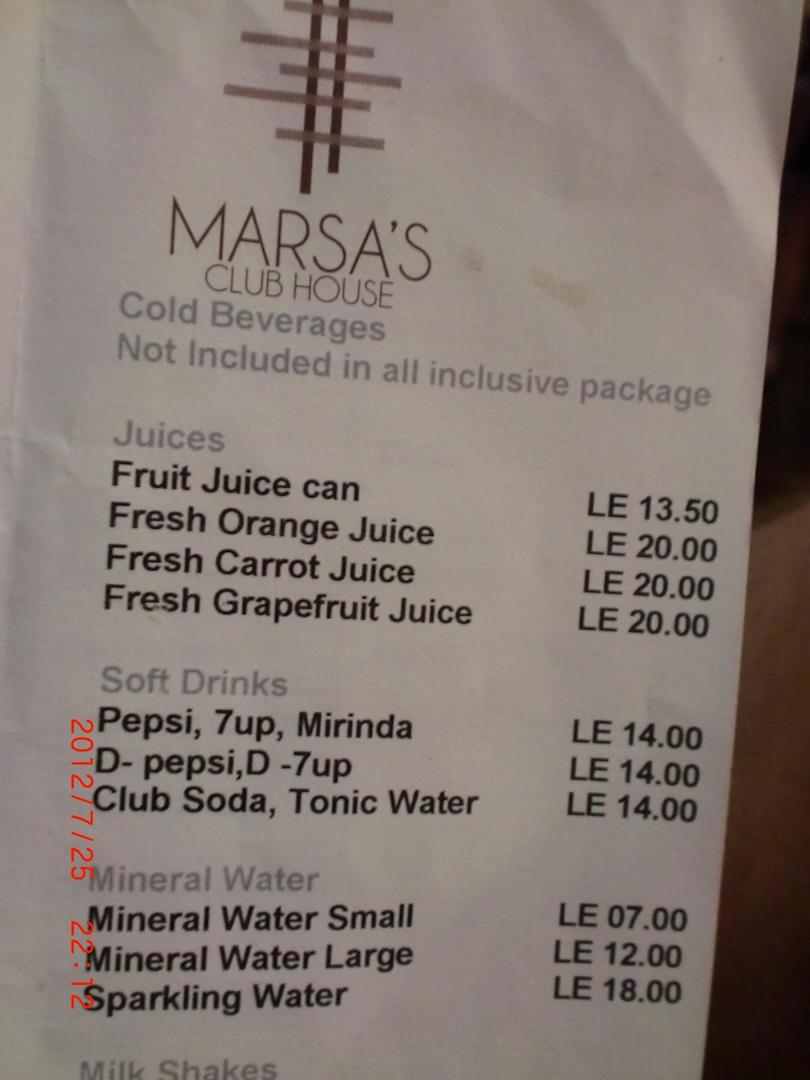 MARSA'S
CLUB HOUSE
Cold Beverages
Not Included in all inclusive package
Juices
Fruit Juice can LE 13.50
Fresh Orange Juice LE 20.00
Fresh Carrot Juice LE 20.00
Fresh Grapefruit Juice LE 20.00
Soft Drinks
Pepsi, 7up, Mirinda LE 14.00
D- pepsi,D -7up LE 14.00
Club Soda, Tonic Water LE 14.00
Mineral Water
Mineral Water Small LE 07.00
Mineral Water Large LE 12.00
Sparkling Water LE 18.00
Milk Shakes
2012/7/25 22:12